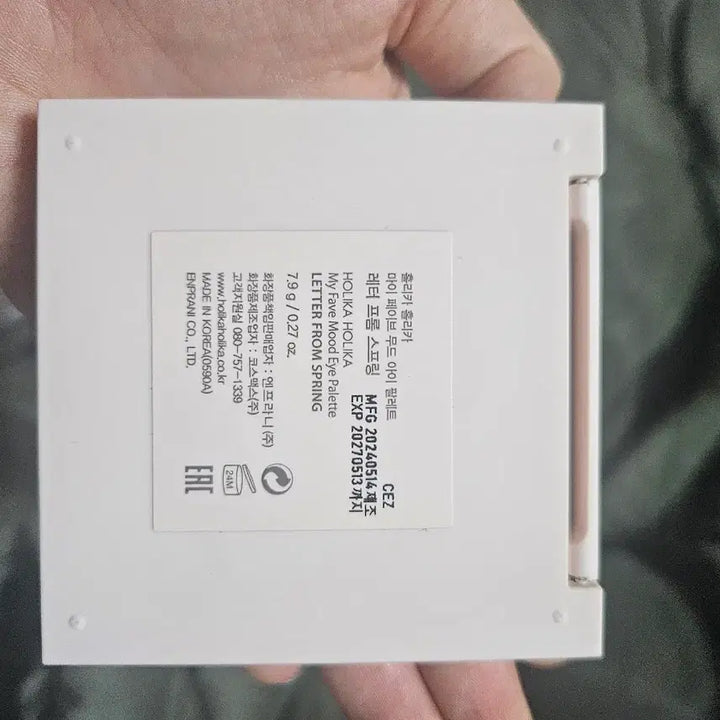 홀리카 홀리카
마이 페이브 무드 아이 팔레트
레터 프롬 스프링
HOLIKA HOLIKA
My Fave Mood Eye Palette
LETTER FROM SPRING
7.9 g / 0.27 oz.
화장품책임판매업자 : 엔프라니(주)
화장품제조업자 : 코스맥스(주)
고객지원실 080-757-1339
www.holikaholika.co.kr
MADE IN KOREA(0590A)
ENPRANI CO., LTD.
CEZ
MFG 20240514제조
EXP 20270513까지
24M
EAC